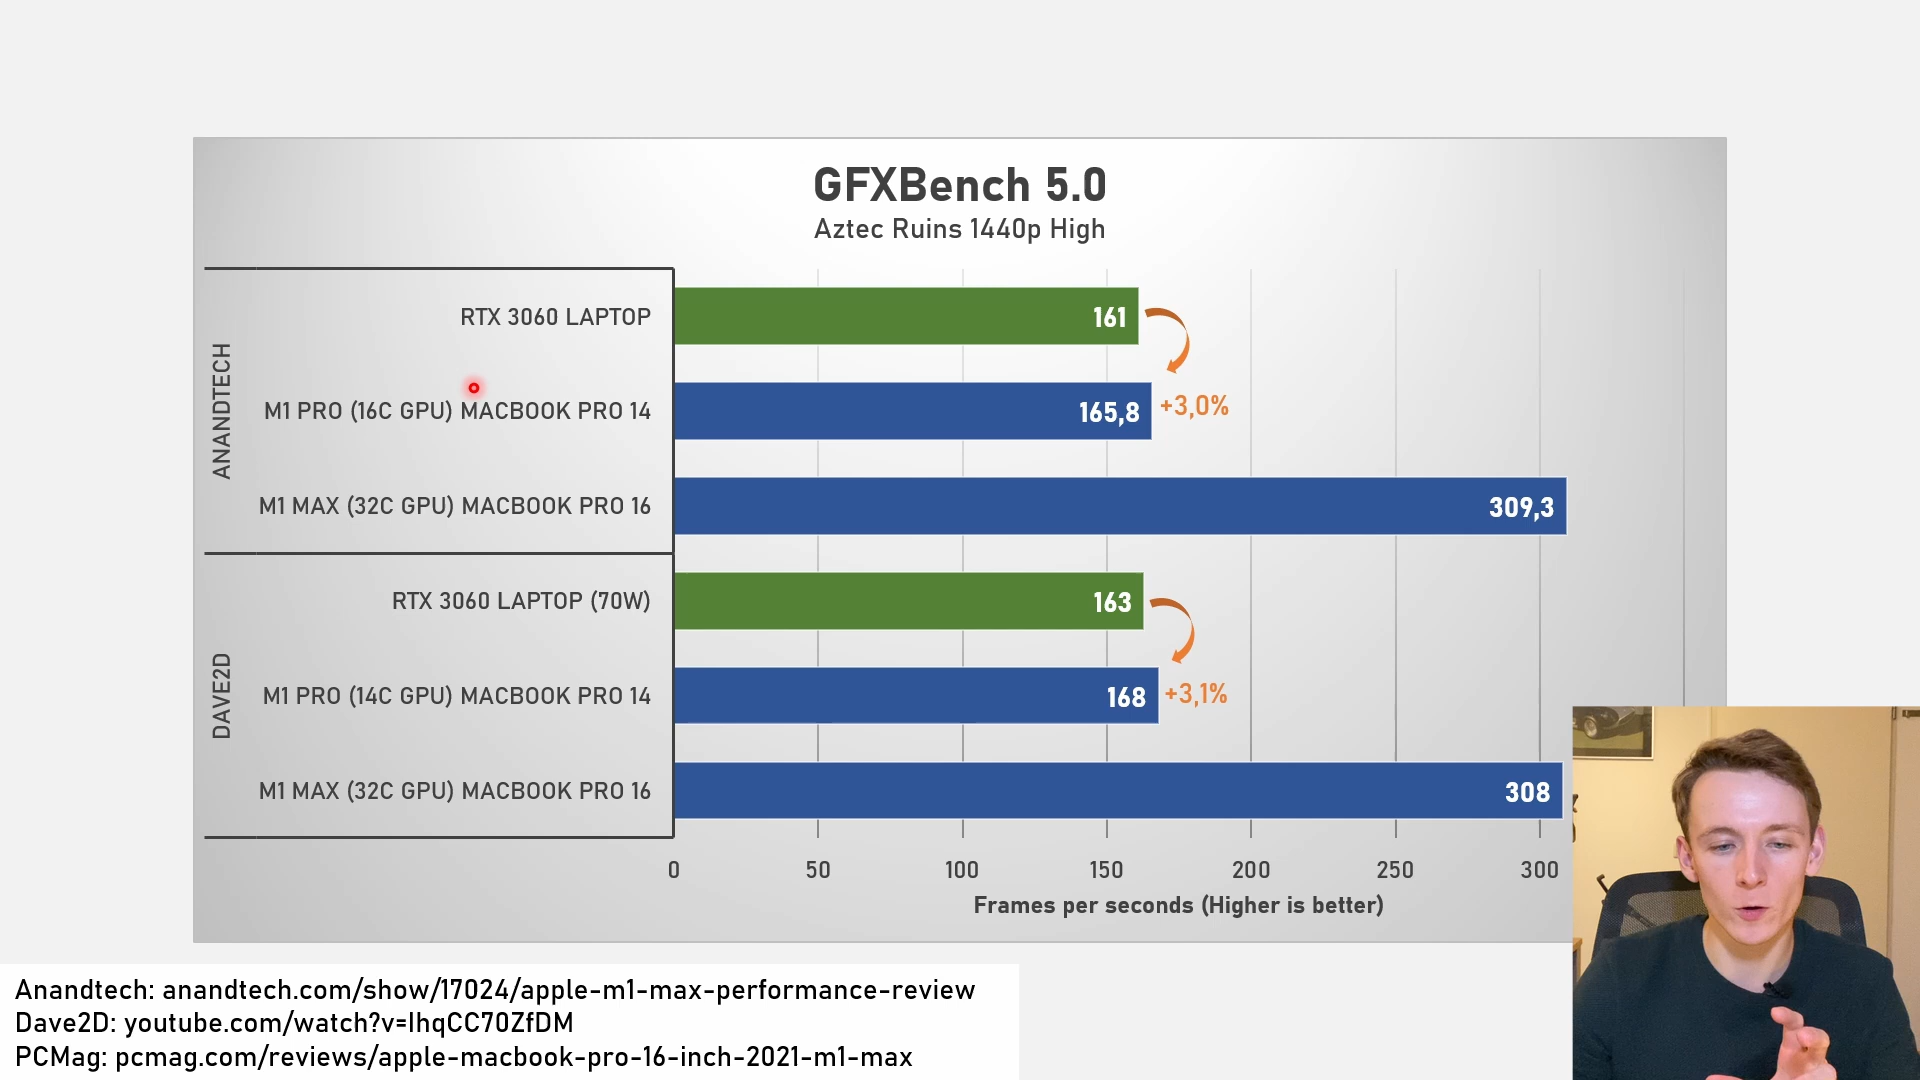 GFXBench 5.0
Aztec Ruins 1440p High
ANANDTECH
RTX 3060 LAPTOP
161
M1 PRO (16C GPU) MACBOOK PRO 14
165,8
+3,0%
M1 MAX (32C GPU) MACBOOK PRO 16
309,3
DAVE2D
RTX 3060 LAPTOP (70W)
163
M1 PRO (14C GPU) MACBOOK PRO 14
168
+3,1%
M1 MAX (32C GPU) MACBOOK PRO 16
308
0 50 100 150 200 250 300
Frames per seconds (Higher is better)
Anandtech: anandtech.com/show/17024/apple-m1-max-performance-review
Dave2D: youtube.com/watch?v=IhqCC70ZfDM
PCMag: pcmag.com/reviews/apple-macbook-pro-16-inch-2021-m1-max